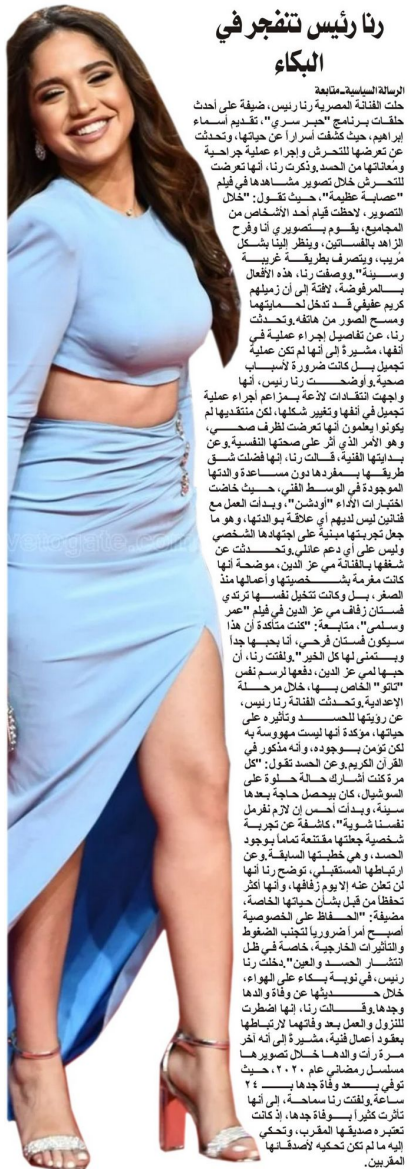 رنا رئيس تنفجر في
البكاء
الرسالة السياسية_متابعة
حلت الفنانة المصرية رنا رئيس، ضيفة على أحدث
حلقات برنامج "حبر سري"، تقديم أسماء
إبراهيم، حيث كشفت أسراراً عن حياتها، وتحدثت
عن تعرضها للتحرش وإجراء عملية جراحية
ومُعاناتها من الحسد.وذكرت رنا، أنها تعرضت
للتحرش خلال تصوير مشاهدها في فيلم
"عصابة عظيمة"، حيث تقول: "خلال
التصوير، لاحظت قيام أحد الأشخاص من
المجاميع، يقوم بتصويري أنا وفرح
الزاهد بالفساتين، وينظر إلينا بشكل
مُريب، ويتصرف بطريقة غريبة
وسيئة".ووصفت رنا، هذه الأفعال
بالمرفوضة، لافتة إلى أن زميلهم
كريم عفيفي قد تدخل لحمايتهما
ومسح الصور من هاتفه.وتحدثت
رنا، عن تفاصيل إجراء عملية في
أنفها، مشيرةً إلى أنها لم تكن عملية
تجميل بل كانت ضرورة لأسباب
صحية.وأوضحت رنا رئيس، أنها
واجهت انتقادات لاذعة بمزاعم أجراء عملية
تجميل في أنفها وتغيير شكلها، لكن منتقديها لم
يكونوا يعلمون أنها تعرضت لظرف صحي،
وهو الأمر الذي أثر على صحتها النفسية.وعن
بدايتها الفنية، قالت رنا، إنها فضلت شق
طريقها بمفردها دون مساعدة والدتها
الموجودة في الوسط الفني، حيث خاضت
اختبارات الأداء "أودشن"، وبدأت العمل مع
فنانين ليس لديهم أي علاقة بوالدتها، وهو ما
جعل تجربتها مبنية على اجتهادها الشخصي
وليس على أي دعم عائلي.وتحدثت عن
شغفها بالفنانة مي عز الدين، موضحة أنها
كانت مغرمة بشخصيتها وأعمالها منذ
الصغر، بل وكانت تتخيل نفسها ترتدي
فستان زفاف مي عز الدين في فيلم "عمر
وسلمى"، متابعة: "كنت متأكدة أن هذا
سيكون فستان فرحي، أنا بحبها جداً
وبتمنى لها كل الخير".ولفتت رنا، أن
حبها لمي عز الدين، دفعها لرسم نفس
"تاتو" الخاص بها، خلال مرحلة
الإعدادية.وتحدثت الفنانة رنا رئيس،
عن رؤيتها للحسد وتأثيره على
حياتها، مؤكدة أنها ليست مهووسة به
لكن تؤمن بوجوده، وأنه مذكور في
القرآن الكريم.وعن الحسد تقول: "كل
مرة كنت أشارك حالة حلوة على
السوشيال، كان بيحصل حاجة بعدها
سيئة، وبدأت أحس إن لازم نفرمل
نفسنا شوية"، كاشفة عن تجربة
شخصية جعلتها مقتنعة تماماً بوجود
الحسد، وهي خطبتها السابقة.وعن
ارتباطها المستقبلي، توضح رنا أنها
لن تعلن عنه إلا يوم زفافها، وأنها أكثر
تحفظاً من قبل بشأن حياتها الخاصة،
مضيفة: "الحفاظ على الخصوصية
أصبح أمراً ضرورياً لتجنب الضغوط
والتأثيرات الخارجية، خاصة في ظل
انتشار الحسد والعين".دخلت رنا
رئيس، في نوبة بكاء على الهواء،
خلال حديثها عن وفاة والدها
وجدها.وقالت رنا، إنها اضطرت
للنزول والعمل بعد وفاتهما لارتباطها
بعقود أعمال فنية، مشيرةً إلى أنه آخر
مرة رأت والدها خلال تصويرها
مسلسل رمضاني عام ٢٠٢٠، حيث
توفي بعد وفاة جدها بـ ٢٤
ساعة.ولفتت رنا سماحة، إلى أنها
تأثرت كثيراً بوفاة جدها، إذ كانت
تعتبره صديقها المقرب، وتحكي
إليه ما لم تكن تحكيه لأصدقائها
المقربين.
vetogate.com